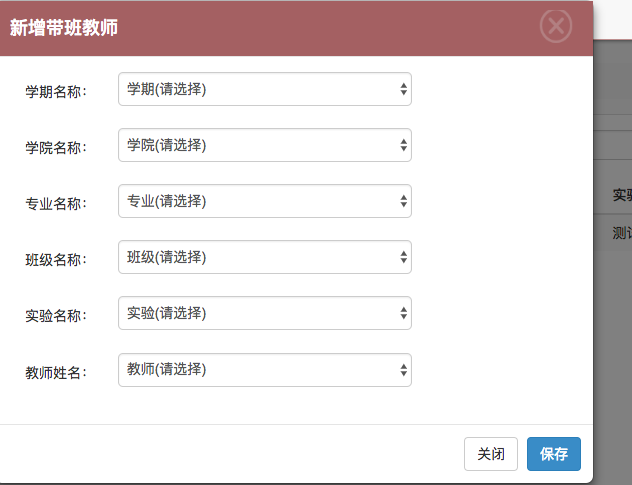 新增带班教师
学期名称：
学期(请选择)
学院名称：
学院(请选择)
专业名称：
专业(请选择)
班级名称：
班级(请选择)
实验名称：
实验(请选择)
教师姓名：
教师(请选择)
关闭
保存